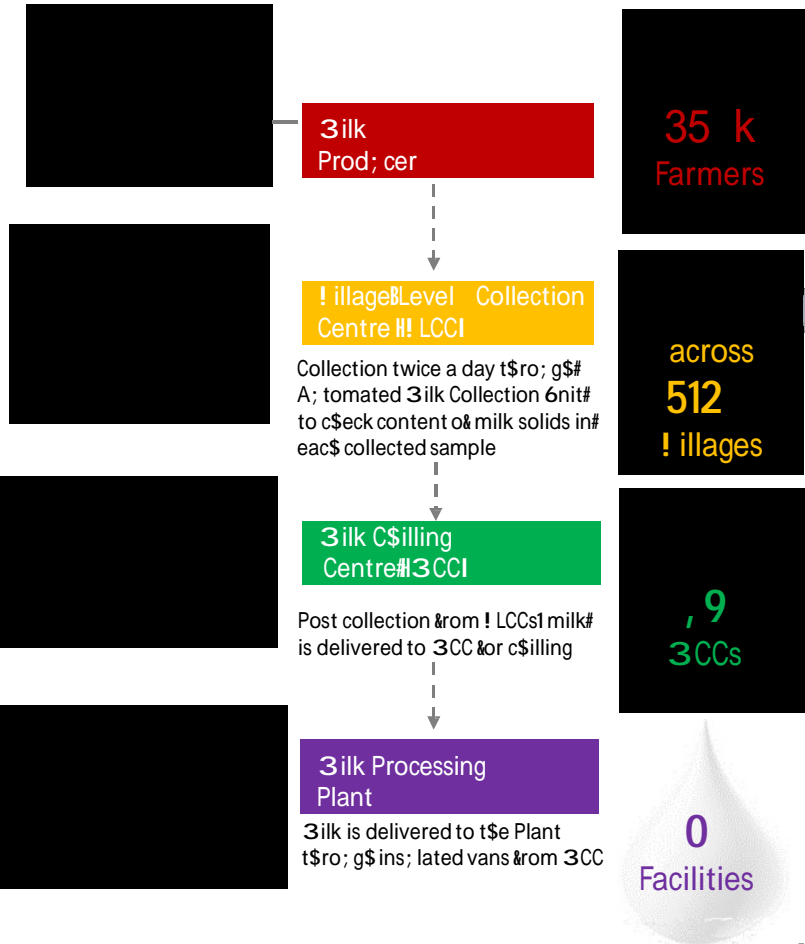 3ilk
Prod;cer
35 k
Farmers
!illageBLevel Collection
Centre H!LCCI
Collection twice a day t$ro;g$#
A;tomated 3ilk Collection 6nit#
to c$eck content o& milk solids in#
eac$ collected sample
across
512
!illages
3ilk C$illing
Centre#H3CCI
Post collection &rom !LCCs1 milk#
is delivered to 3CC &or c$illing
,9
3CCs
3ilk Processing
Plant
3ilk is delivered to t$e Plant
t$ro;g$ ins;lated vans &rom 3CC
0
Facilities